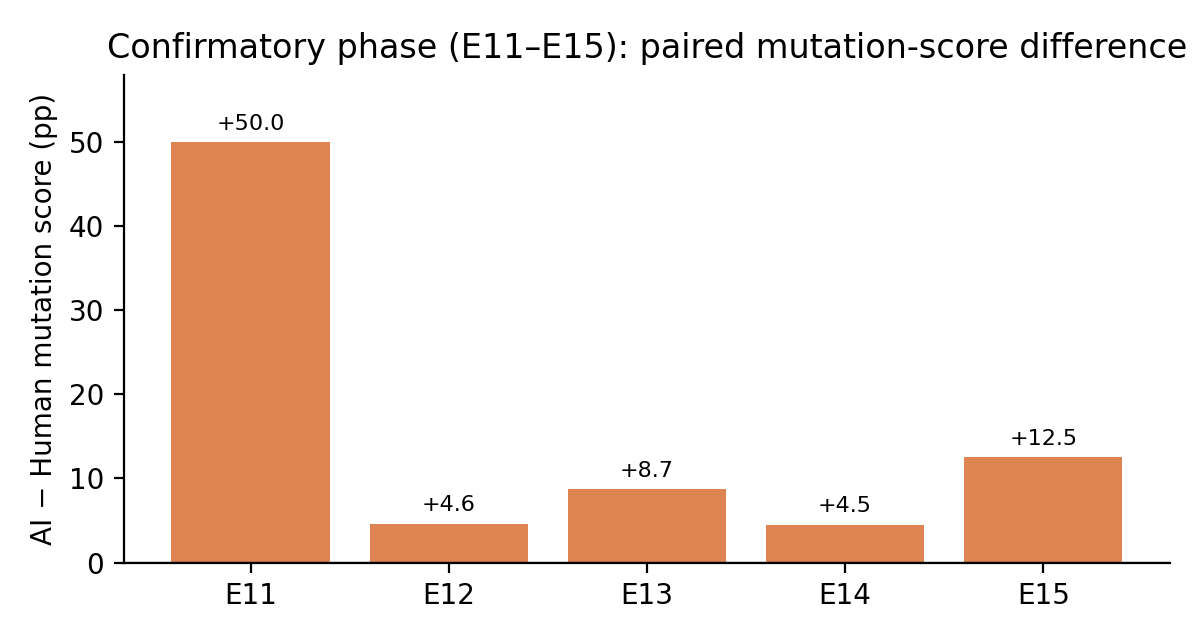 Confirmatory phase (E11–E15): paired mutation-score difference
AI − Human mutation score (pp)
50
40
30
20
10
0
+50.0
+4.6
+8.7
+4.5
+12.5
E11
E12
E13
E14
E15